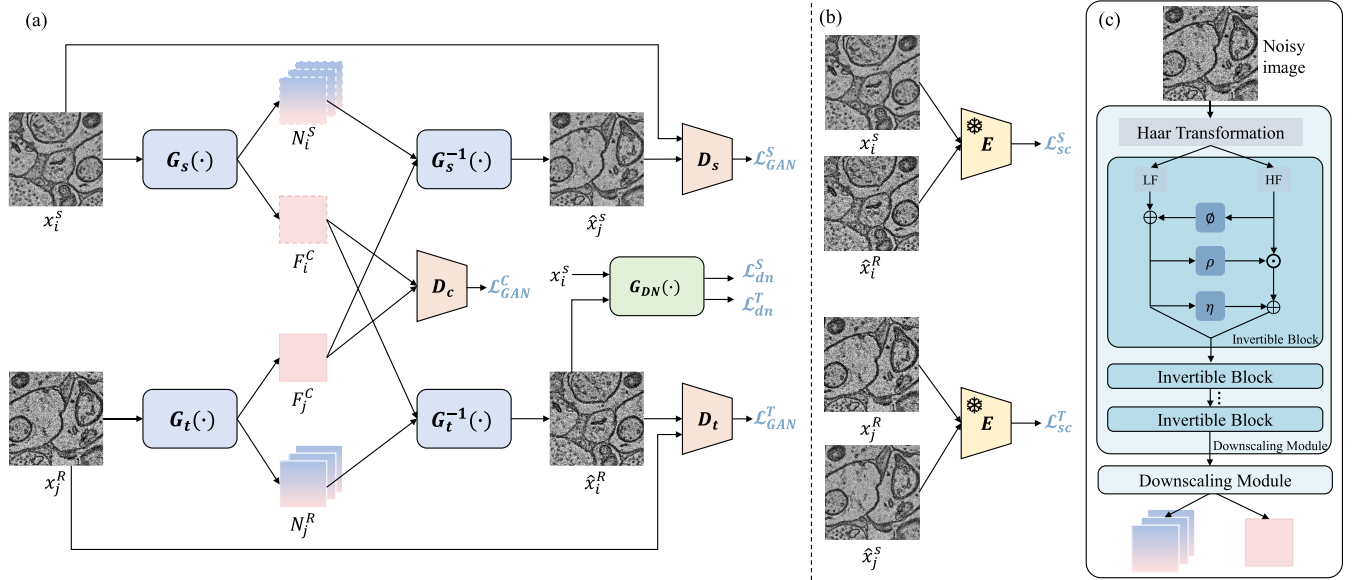 (a)
x_i^s
G_s(·)
N_i^S
F_i^C
G_s^{-1}(·)
x̂_j^s
D_s
ℒ_{GAN}^S
D_c
ℒ_{GAN}^C
x_i^s
G_{DN}(·)
ℒ_{dn}^S
ℒ_{dn}^T
x_j^R
G_t(·)
F_j^C
N_j^R
G_t^{-1}(·)
x̂_i^R
D_t
ℒ_{GAN}^T
(b)
x_i^s
x̂_i^R
E
ℒ_{sc}^S
x_j^R
x̂_j^s
E
ℒ_{sc}^T
(c)
Noisy
image
Haar Transformation
LF
HF
∅
ρ
η
Invertible Block
Invertible Block
Invertible Block
Downscaling Module
Downscaling Module